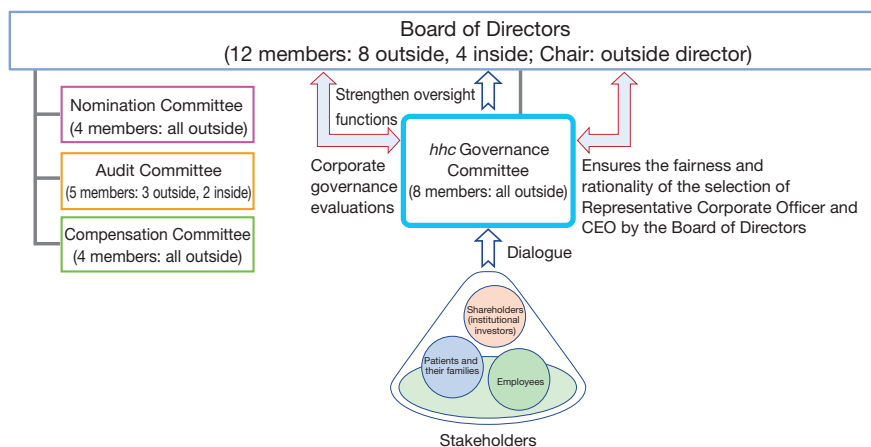 Board of Directors
(12 members: 8 outside, 4 inside; Chair: outside director)
Nomination Committee
(4 members: all outside)
Audit Committee
(5 members: 3 outside, 2 inside)
Compensation Committee
(4 members: all outside)
Strengthen oversight
functions
hhc Governance
Committee
(8 members: all outside)
Corporate
governance
evaluations
Ensures the fairness and
rationality of the selection of
Representative Corporate Officer and
CEO by the Board of Directors
Dialogue
Shareholders
(institutional
investors)
Patients and
their families
Employees
Stakeholders